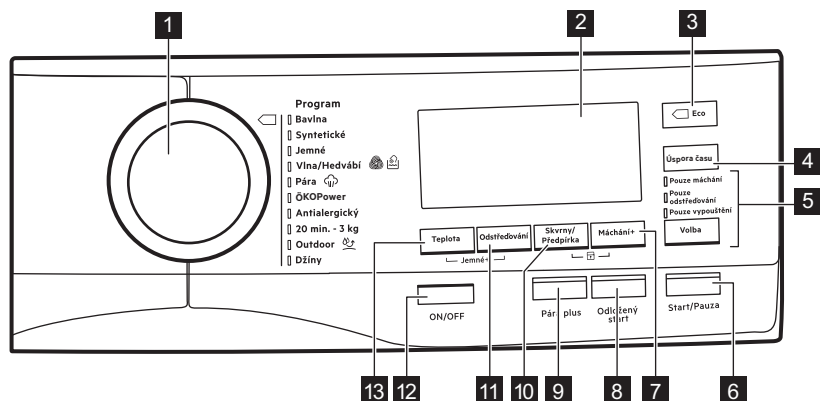 1
2
3
4
5
Program
Bavlna
Syntetické
Jemné
Vlna/Hedvábí
Pára
ÖKOPower
Antialergický
20 min. - 3 kg
Outdoor
Džíny
Eco
Úspora času
Pouze máchání
Pouze
odstřeďování
Pouze vypouštění
Volba
Teplota
Odstřeďování
Skvrny/
Předpírka
Máchání+
Jemné+
ON/OFF
Pára plus
Odložený
start
Start/Pauza
13
12
11
10
9
8
7
6